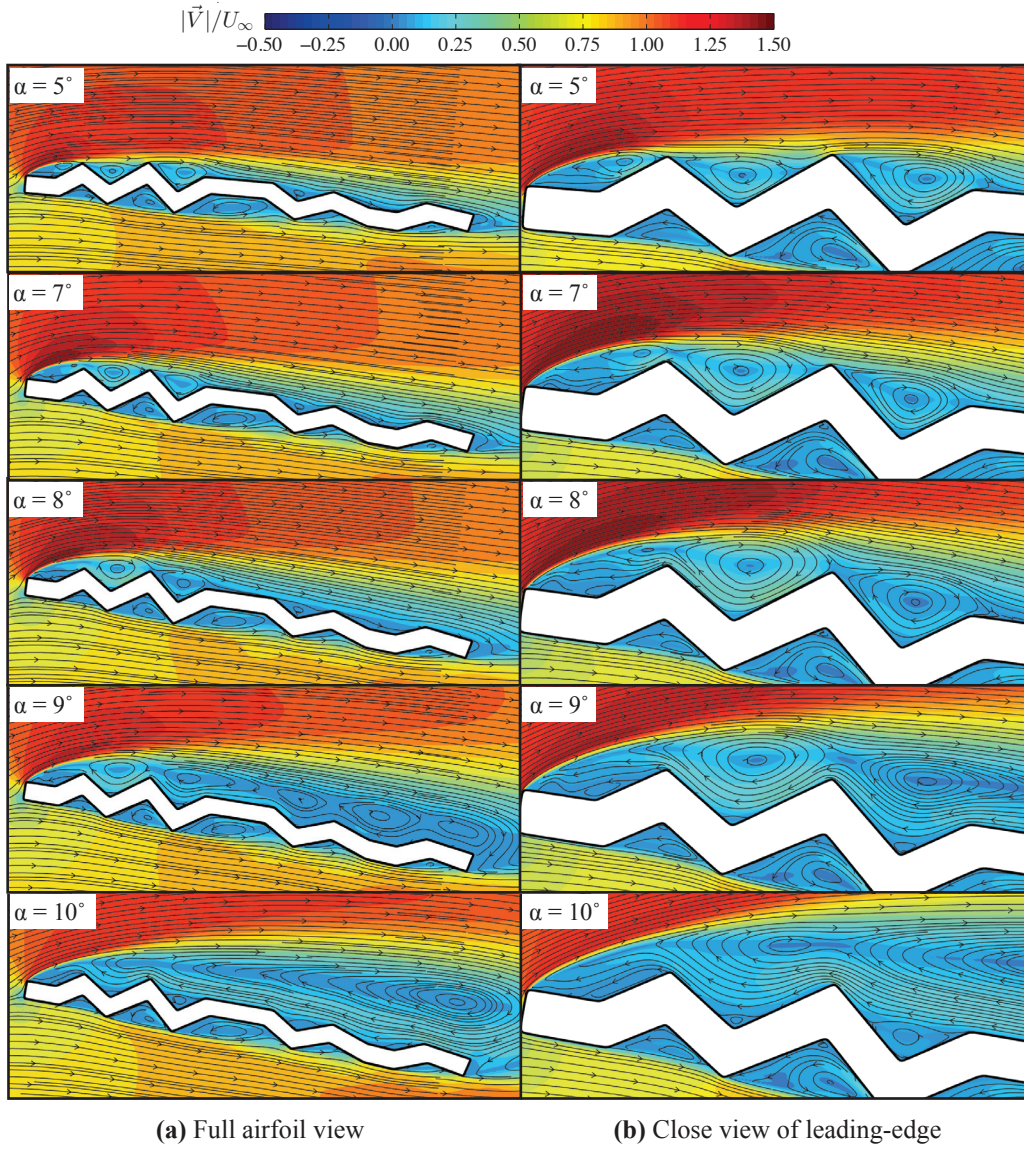 |V⃗|/U∞
−0.50 −0.25 0.00 0.25 0.50 0.75 1.00 1.25 1.50
α = 5° α = 5°
α = 7° α = 7°
α = 8° α = 8°
α = 9° α = 9°
α = 10° α = 10°
(a) Full airfoil view (b) Close view of leading-edge